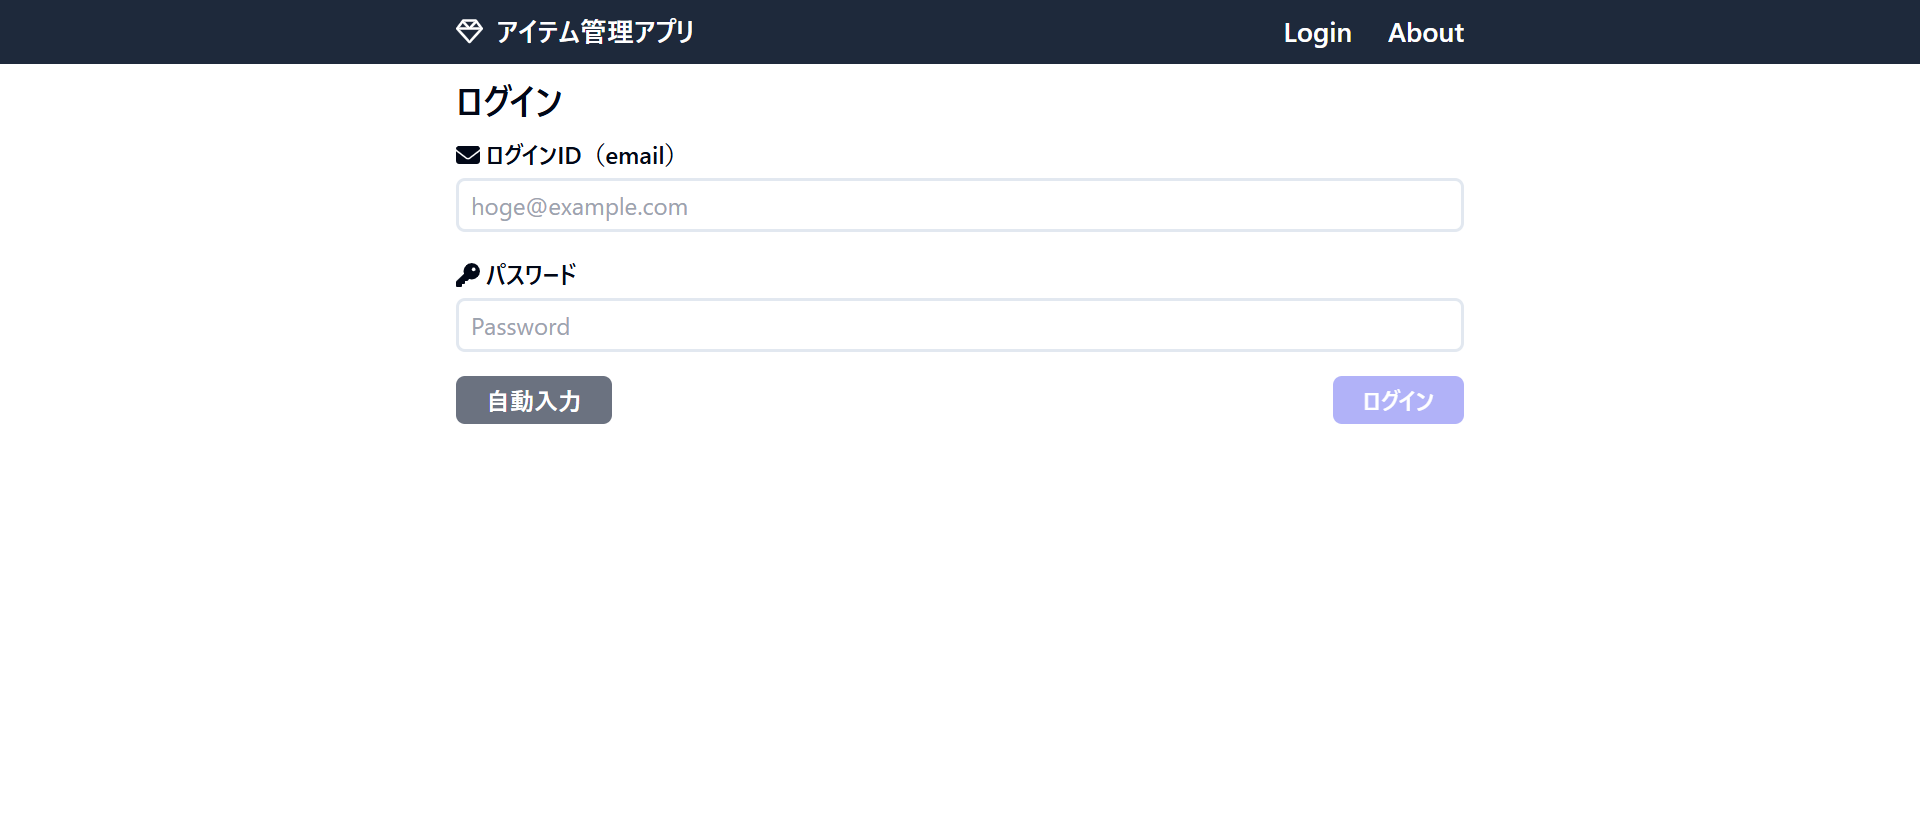 アイテム管理アプリ
Login
About
ログイン
ログインID（email）
hoge@example.com
パスワード
Password
自動入力
ログイン